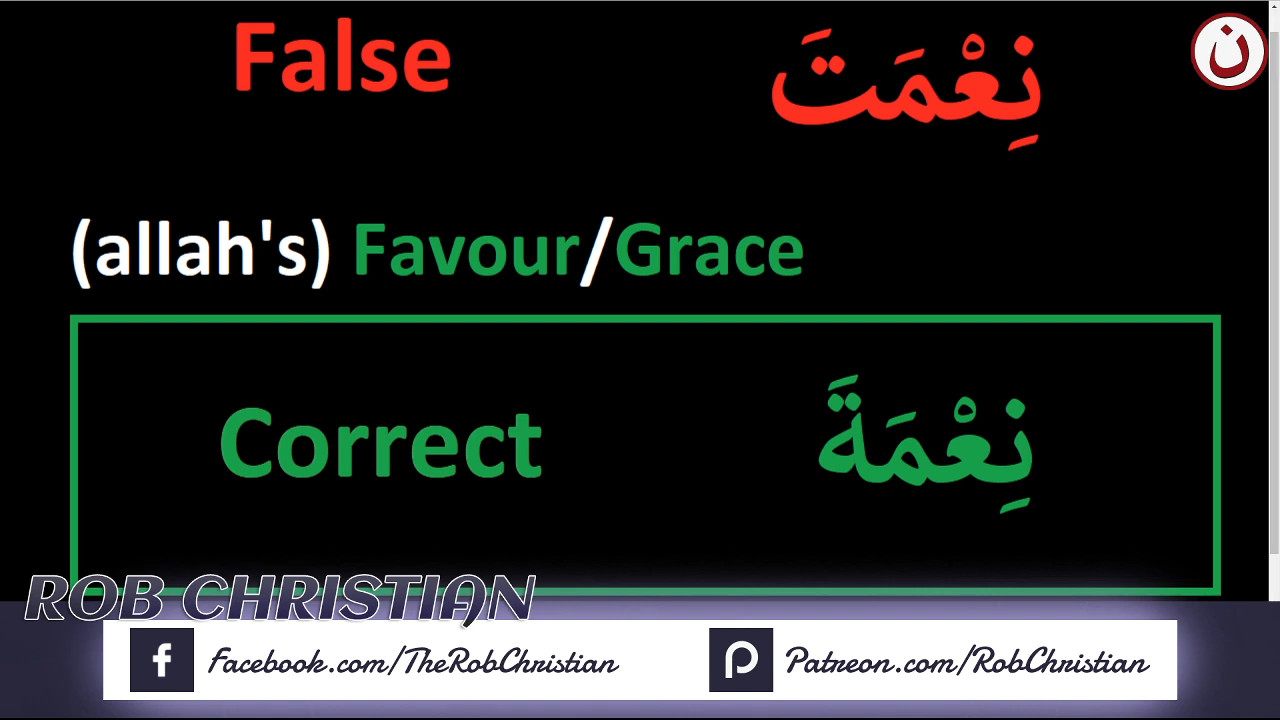 False نِعْمَتَ
ن
(allah's) Favour/Grace
Correct نِعْمَةَ
ROB CHRISTIAN
f Facebook.com/TheRobChristian Patreon.com/RobChristian